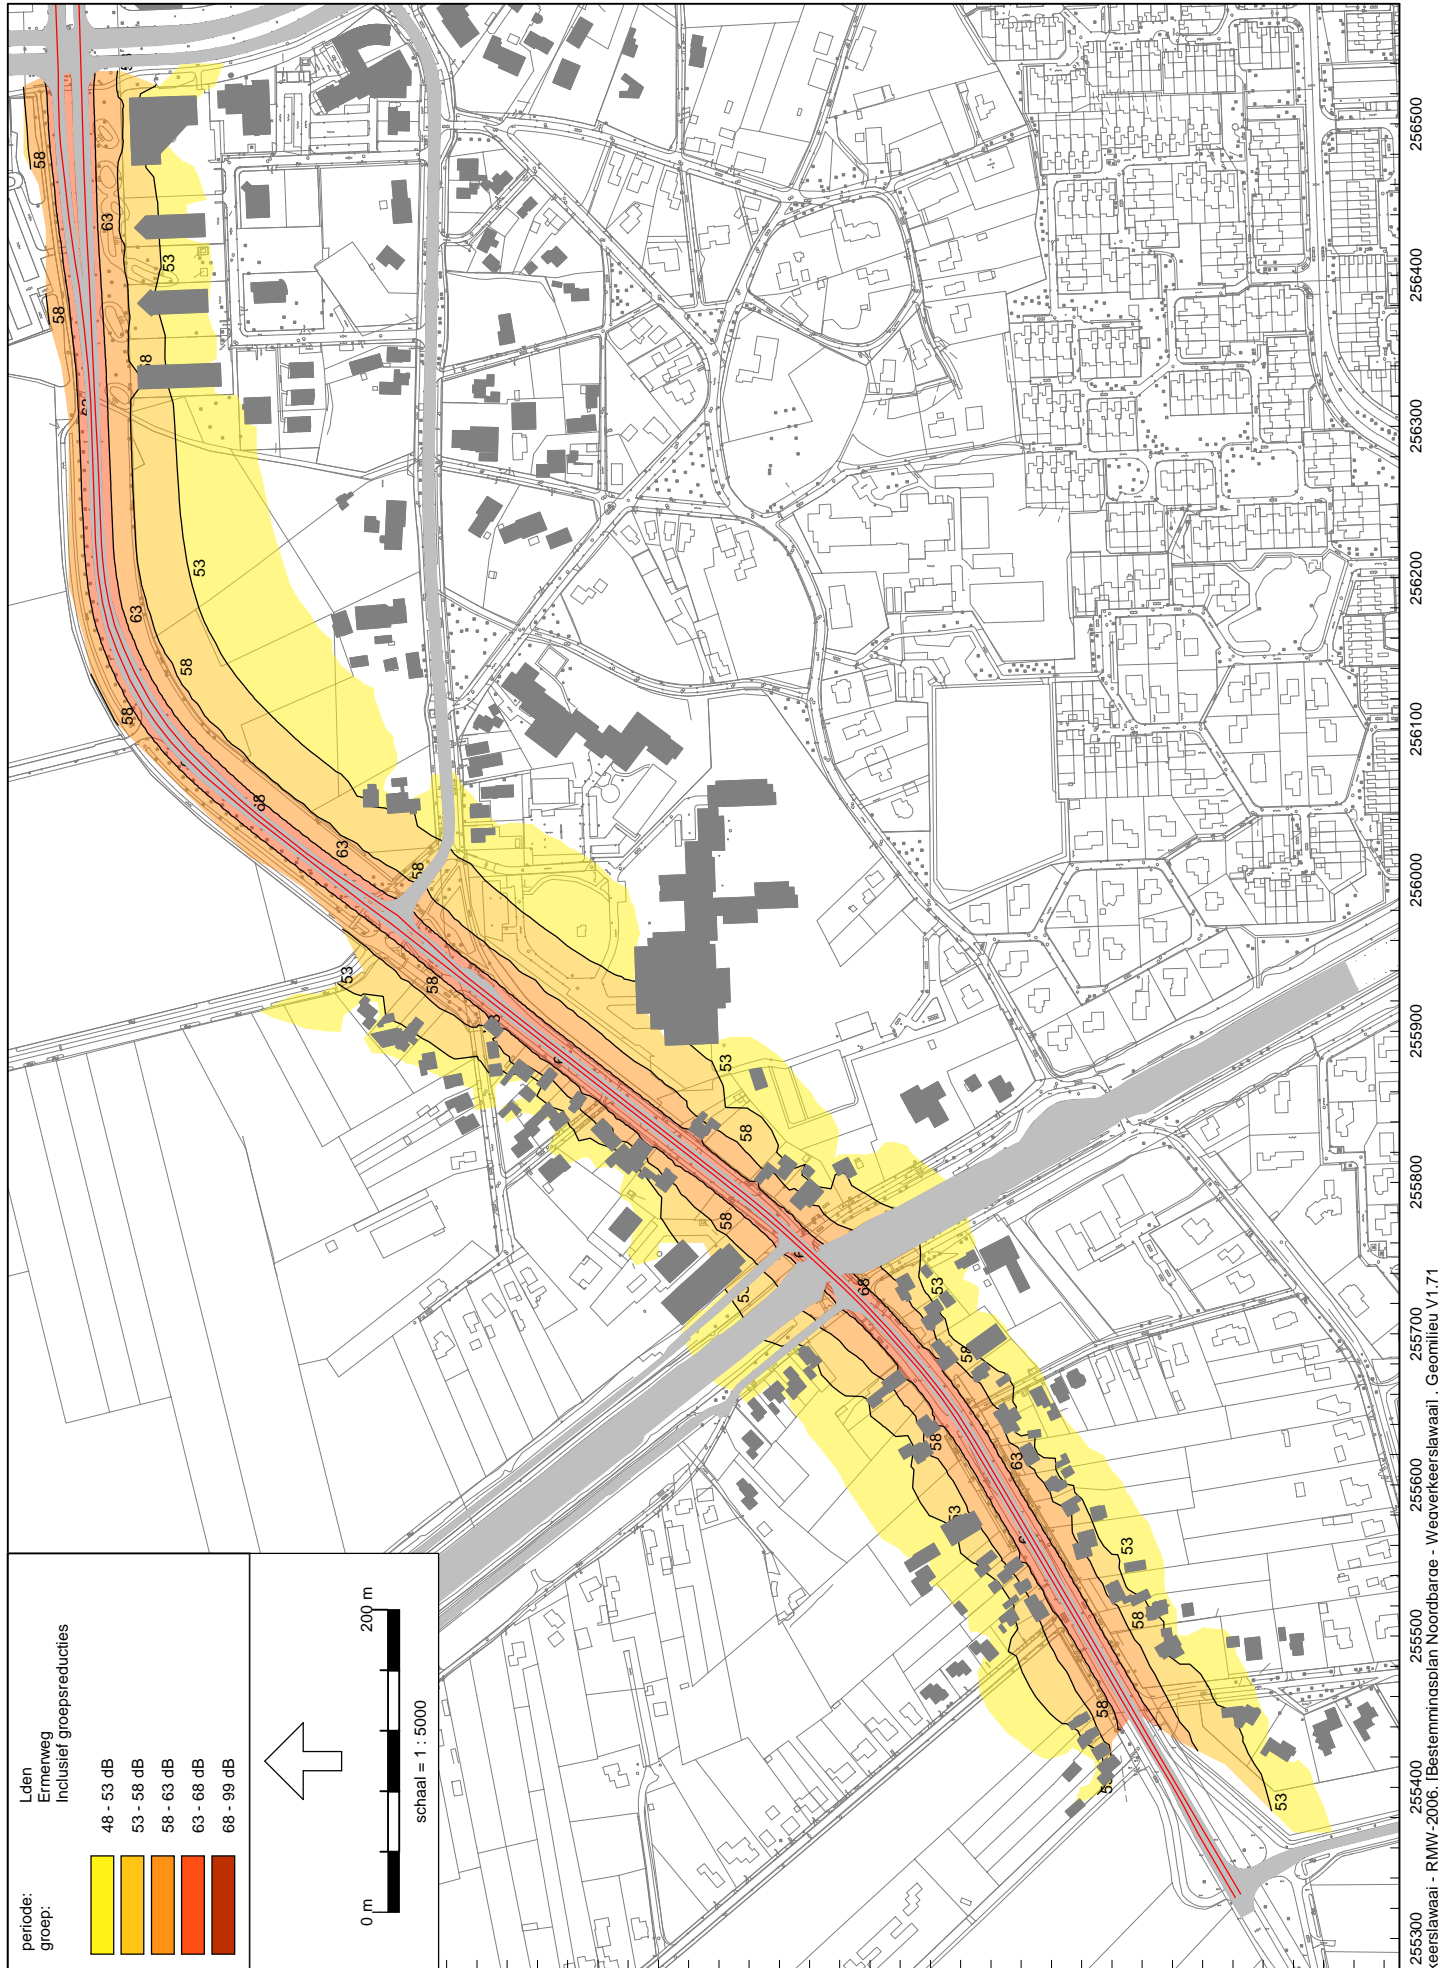 periode: Lden
groep: Ermerweg
Inclusief groepsreducties
48 - 53 dB
53 - 58 dB
58 - 63 dB
63 - 68 dB
68 - 99 dB
0 m 200 m
schaal = 1 : 5000
58
58
63
53
53
63
58
58
68
63
58
53
58
53
58
58
68
53
58
58
63
53
53
58
58
53
255300 255400 255500 255600 255700 255800 255900 256000 256100 256200 256300 256400 256500
keerslawaai - RMW-2006, [Bestemmingsplan Noordbarge - Wegverkeerslawaai] , Geomilieu V1.71